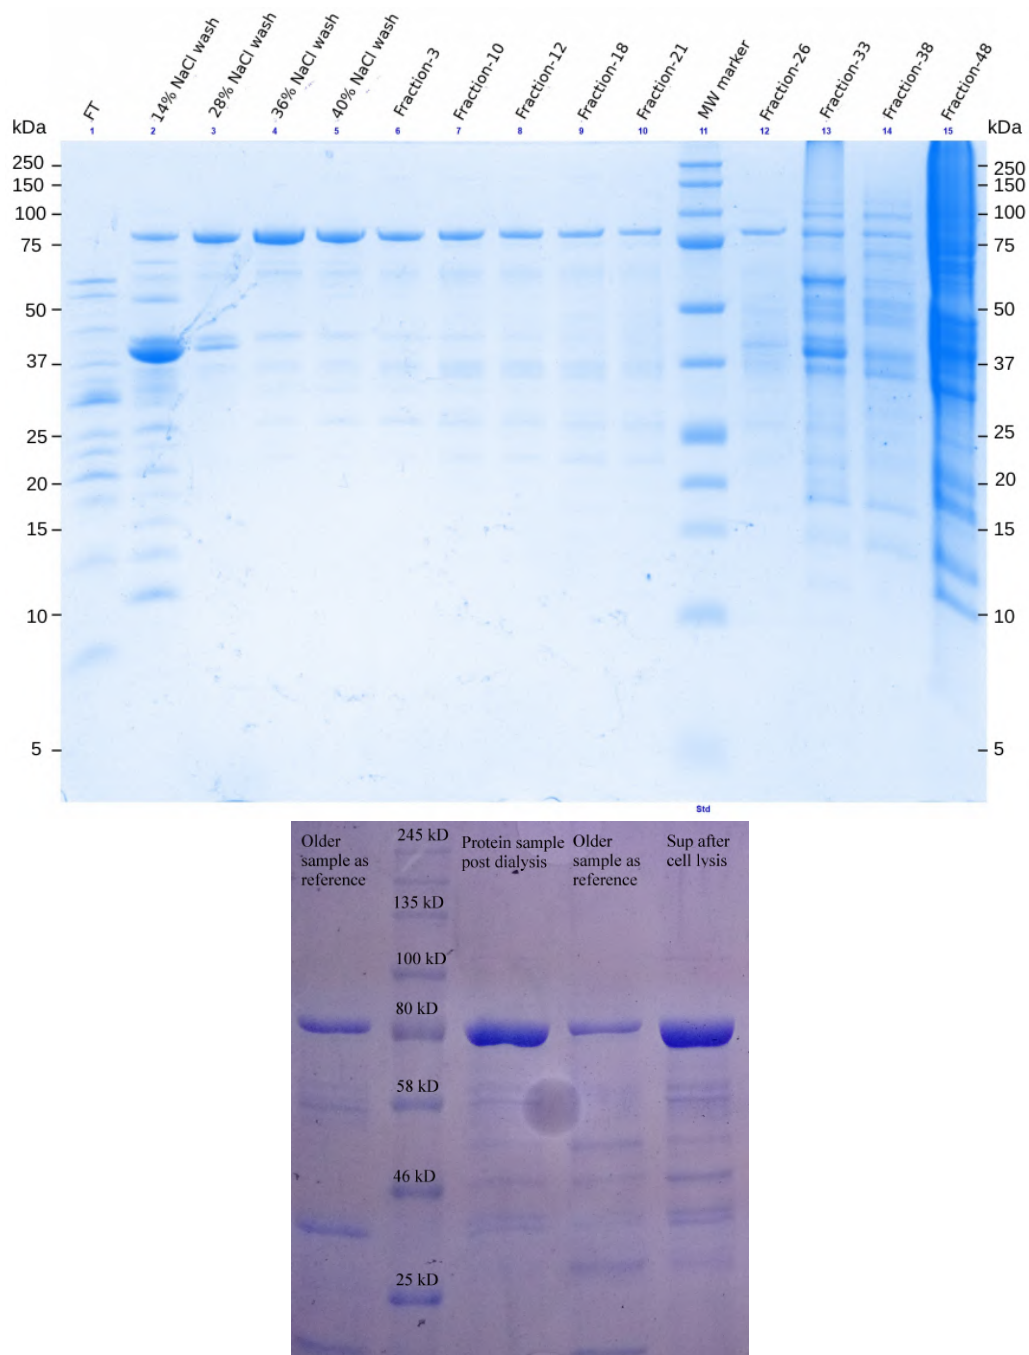 FT
14% NaCl wash
28% NaCl wash
36% NaCl wash
40% NaCl wash
Fraction-3
Fraction-10
Fraction-12
Fraction-18
Fraction-21
MW marker
Fraction-26
Fraction-33
Fraction-38
Fraction-48
kDa 1 2 3 4 5 6 7 8 9 10 11 12 13 14 15 kDa
250 250
150 150
100 100
75 75
50 50
37 37
25 25
20 20
15 15
10 10
5 5
Std
Older
sample as
reference
245 kD
Protein sample
post dialysis
Older
sample as
reference
Sup after
cell lysis
135 kD
100 kD
80 kD
58 kD
46 kD
25 kD